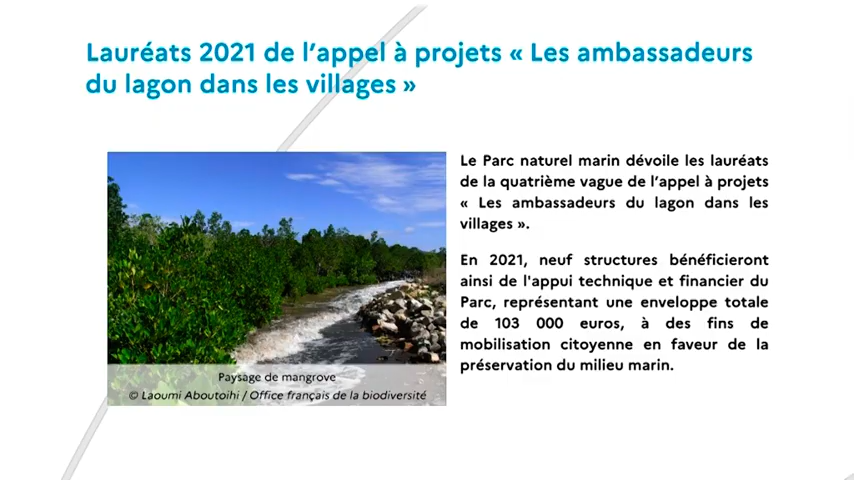 Lauréats 2021 de l’appel à projets « Les ambassadeurs
du lagon dans les villages »
Le Parc naturel marin dévoile les lauréats
de la quatrième vague de l’appel à projets
« Les ambassadeurs du lagon dans les
villages ».
En 2021, neuf structures bénéficieront
ainsi de l'appui technique et financier du
Parc, représentant une enveloppe totale
de 103 000 euros, à des fins de
mobilisation citoyenne en faveur de la
préservation du milieu marin.
Paysage de mangrove
© Laoumi Aboutoihi / Office français de la biodiversité